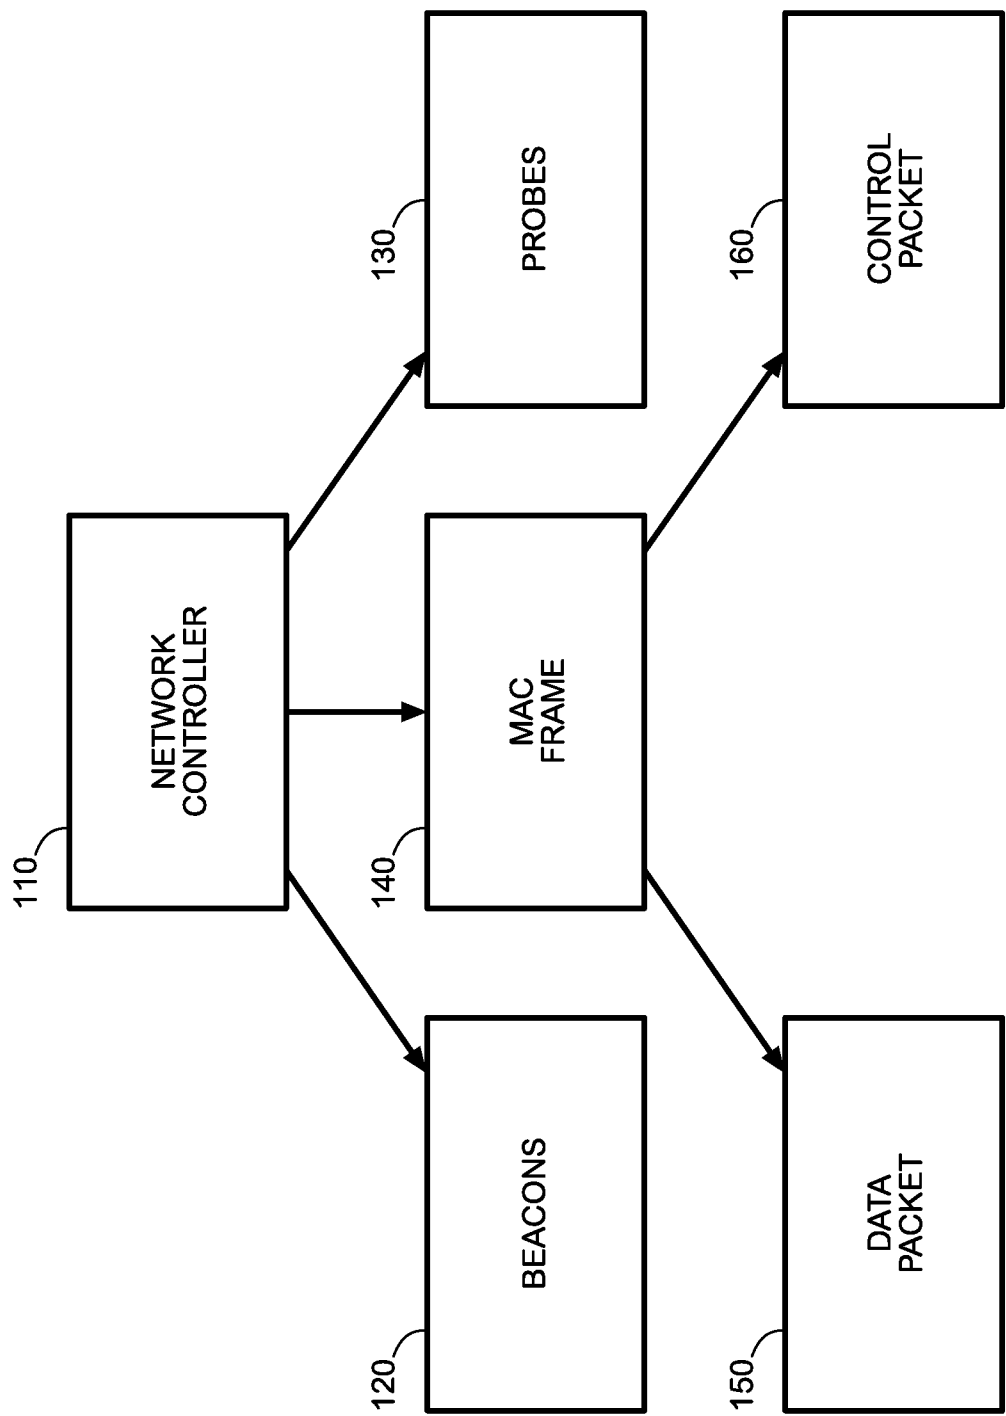 110
NETWORK
CONTROLLER
120
BEACONS
140
MAC
FRAME
130
PROBES
150
DATA
PACKET
160
CONTROL
PACKET